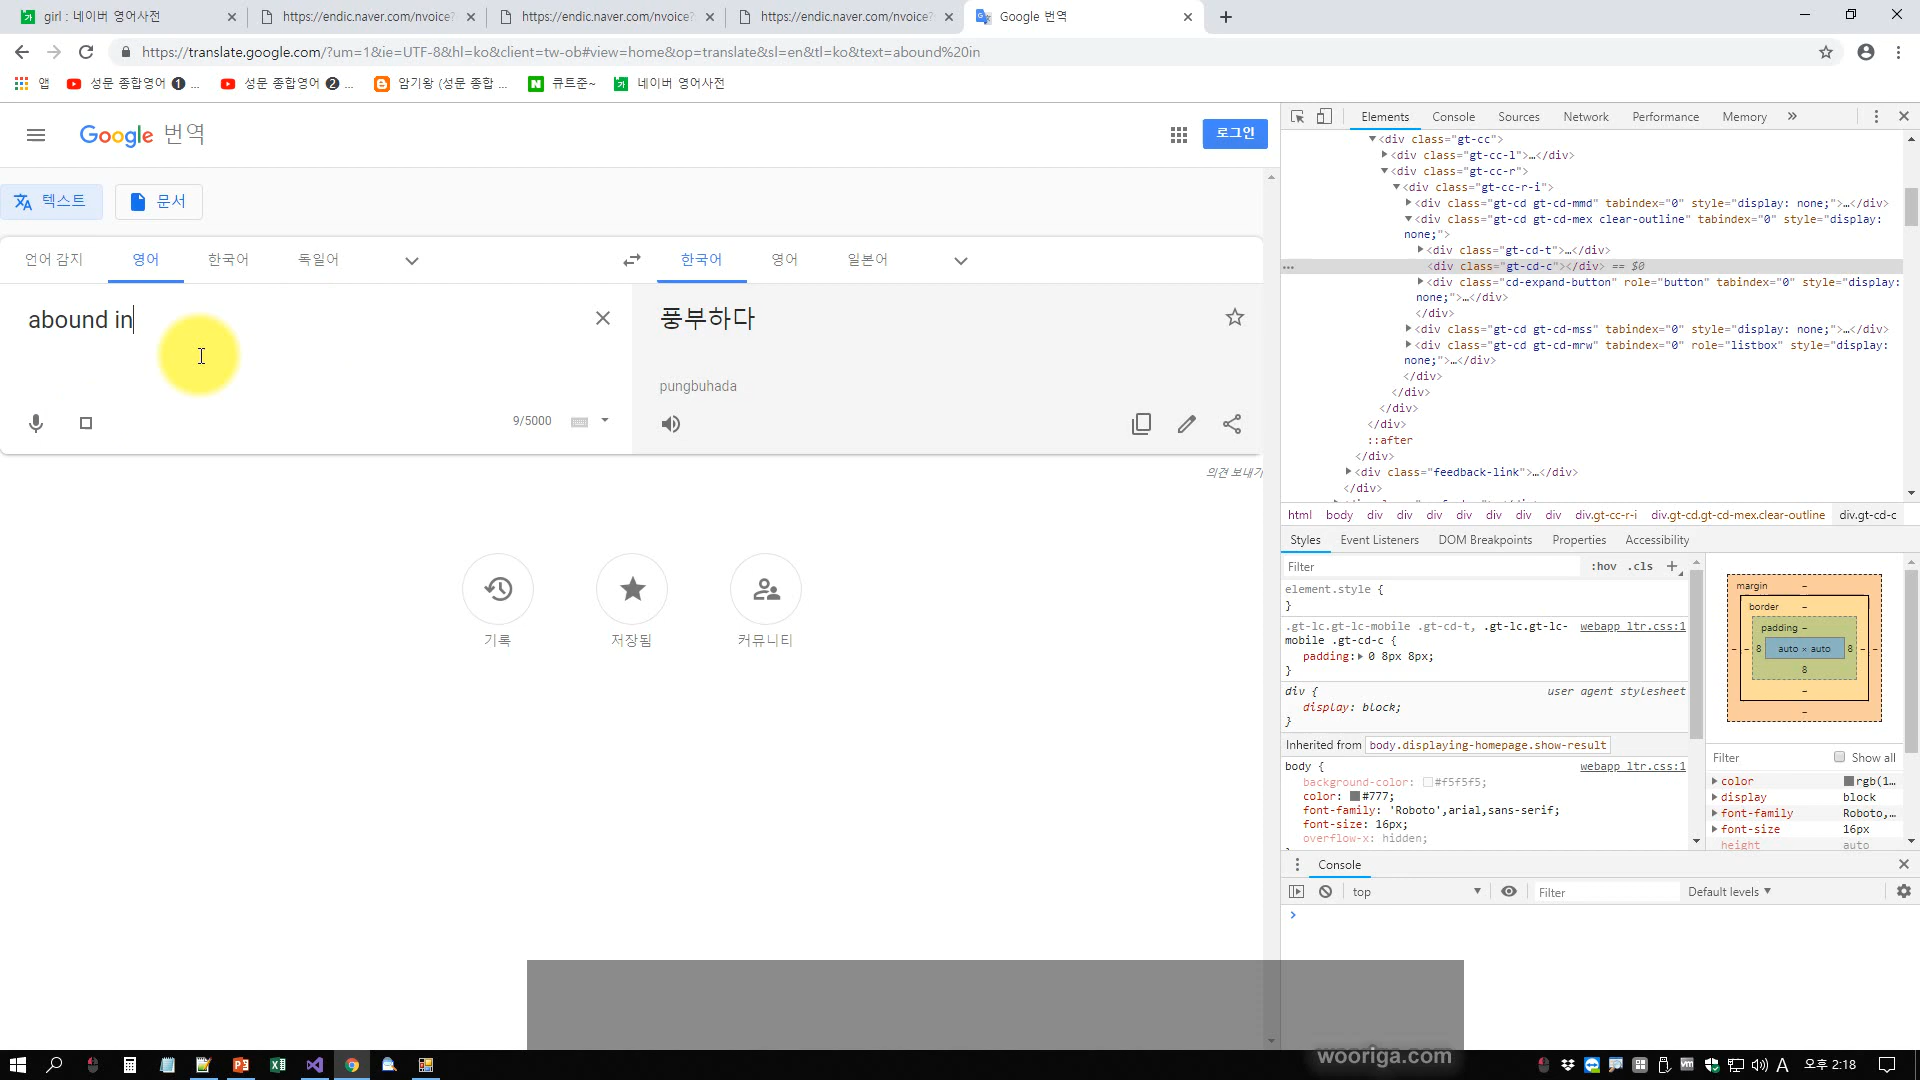 girl : 네이버 영어사전
https://endic.naver.com/nvoice?
https://endic.naver.com/nvoice?
https://endic.naver.com/nvoice?
Google 번역
https://translate.google.com/?um=1&ie=UTF-8&hl=ko&client=tw-ob#view=home&op=translate&sl=en&tl=ko&text=abound%20in
앱
성문 종합영어 ❶ ...
성문 종합영어 ❷ ...
암기왕 (성문 종합 ...
큐트준~
네이버 영어사전
Google 번역
로그인
텍스트
문서
언어 감지
영어
한국어
독일어
한국어
영어
일본어
abound in
9/5000
풍부하다
pungbuhada
의견 보내기
기록
저장됨
커뮤니티
Elements Console Sources Network Performance Memory »
<div class="gt-cc">
<div class="gt-cc-l">…</div>
<div class="gt-cc-r">
<div class="gt-cc-r-i">
<div class="gt-cd gt-cd-mmd" tabindex="0" style="display: none;">…</div>
<div class="gt-cd gt-cd-mex clear-outline" tabindex="0" style="display:
none;">
<div class="gt-cd-t">…</div>
<div class="gt-cd-c"></div> == $0
<div class="cd-expand-button" role="button" tabindex="0" style="display:
none;">…</div>
</div>
<div class="gt-cd gt-cd-mss" tabindex="0" style="display: none;">…</div>
<div class="gt-cd gt-cd-mrw" tabindex="0" role="listbox" style="display:
none;">…</div>
</div>
</div>
</div>
</div>
::after
</div>
<div class="feedback-link">…</div>
</div>
html body div div div div div div div div.gt-cc-r-i div.gt-cd.gt-cd-mex.clear-outline div.gt-cd-c
Styles Event Listeners DOM Breakpoints Properties Accessibility
Filter :hov .cls +
element.style {
}
.gt-lc.gt-lc-mobile .gt-cd-t, .gt-lc.gt-lc- webapp_ltr.css:1
mobile .gt-cd-c {
padding: 0 8px 8px;
}
div { user agent stylesheet
display: block;
}
Inherited from body.displaying-homepage.show-result
body { webapp_ltr.css:1
background-color: #f5f5f5;
color: #777;
font-family: 'Roboto',arial,sans-serif;
font-size: 16px;
overflow-x: hidden;
margin –
border –
padding –
– – 8 auto × auto 8 – –
8
–
–
Filter Show all
color rgb(1…
display block
font-family Roboto,…
font-size 16px
height auto
Console
top Filter Default levels
wooriga.com
A 오후 2:18